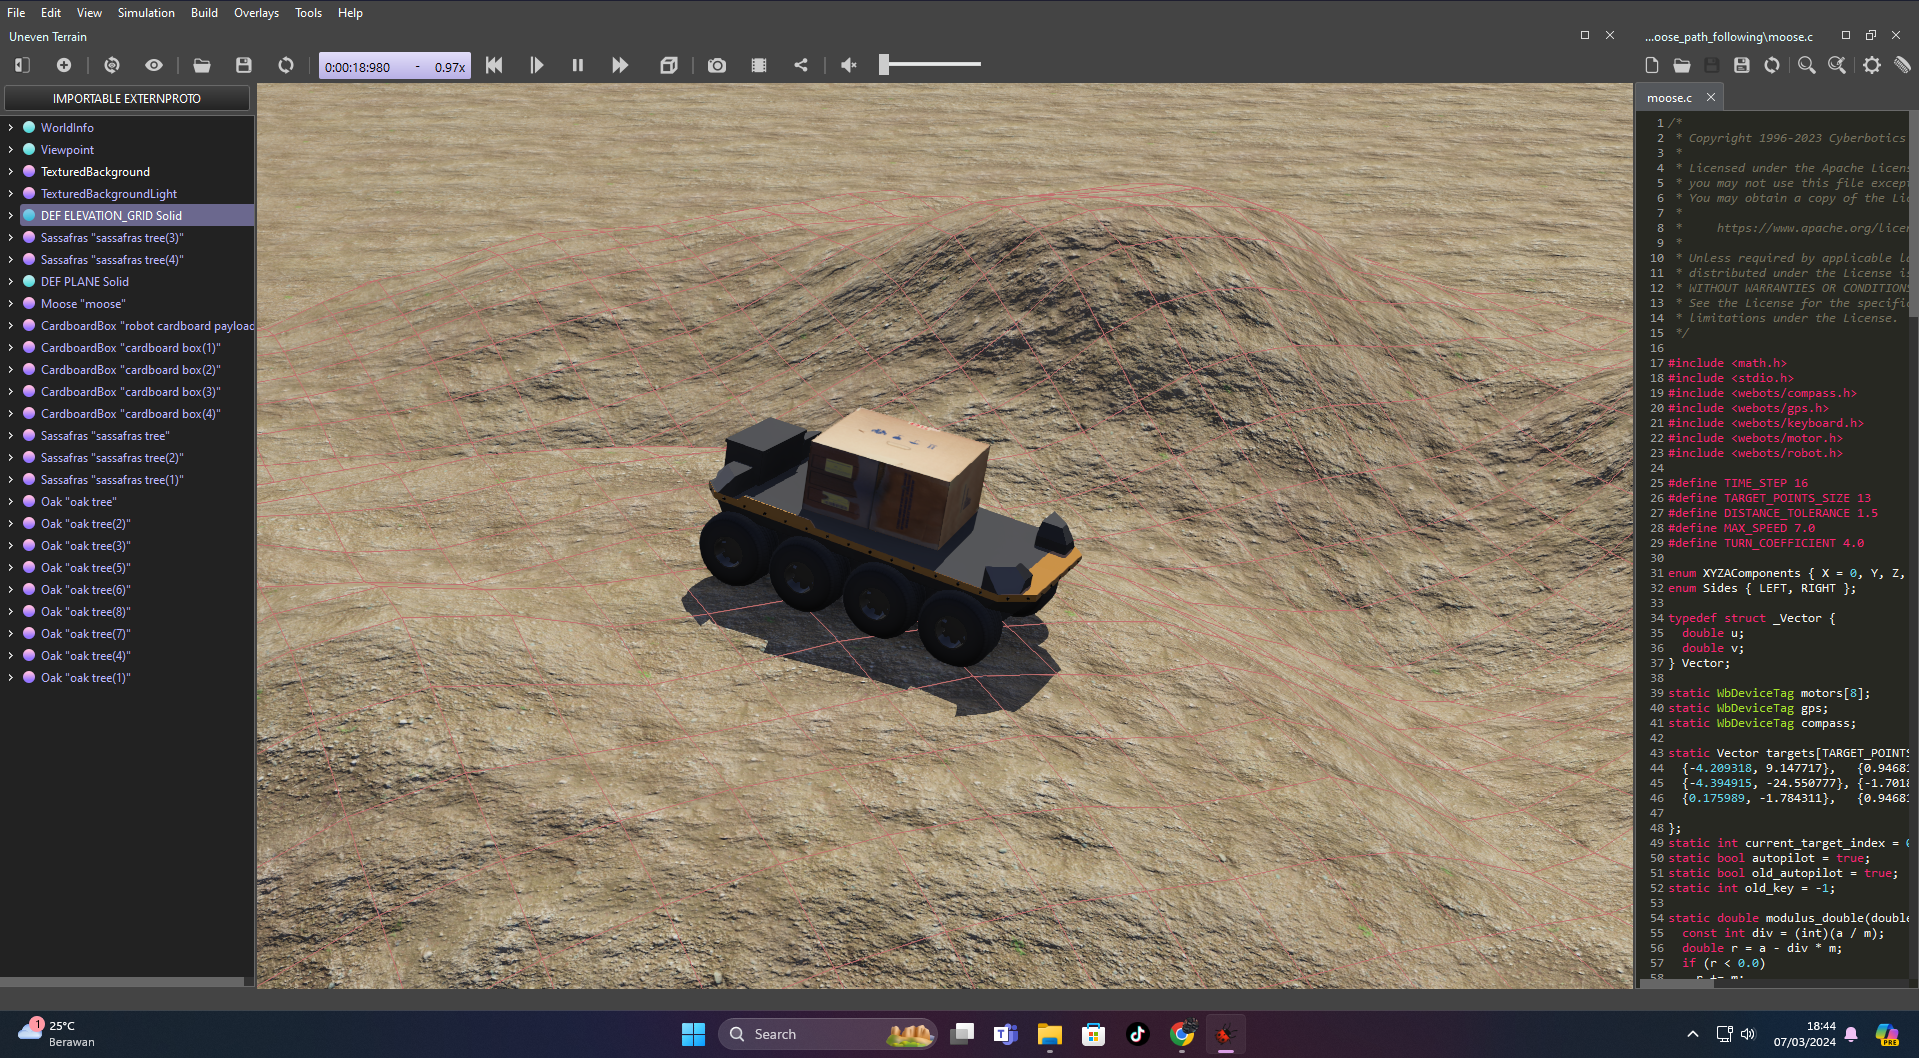 File Edit View Simulation Build Overlays Tools Help
Uneven Terrain
0:00:18:980 - 0.97x
IMPORTABLE EXTERNPROTO
WorldInfo
Viewpoint
TexturedBackground
TexturedBackgroundLight
DEF ELEVATION_GRID Solid
Sassafras "sassafras tree(3)"
Sassafras "sassafras tree(4)"
DEF PLANE Solid
Moose "moose"
CardboardBox "robot cardboard payloac
CardboardBox "cardboard box(1)"
CardboardBox "cardboard box(2)"
CardboardBox "cardboard box(3)"
CardboardBox "cardboard box(4)"
Sassafras "sassafras tree"
Sassafras "sassafras tree(2)"
Sassafras "sassafras tree(1)"
Oak "oak tree"
Oak "oak tree(2)"
Oak "oak tree(3)"
Oak "oak tree(5)"
Oak "oak tree(6)"
Oak "oak tree(8)"
Oak "oak tree(7)"
Oak "oak tree(4)"
Oak "oak tree(1)"
...oose_path_following\moose.c
moose.c
1 /*
2  * Copyright 1996-2023 Cyberbotics
3  *
4  * Licensed under the Apache Licens
5  * you may not use this file except
6  * You may obtain a copy of the Lic
7  *
8  *     https://www.apache.org/licen
9  *
10  * Unless required by applicable la
11  * distributed under the License is
12  * WITHOUT WARRANTIES OR CONDITIONS
13  * See the License for the specific
14  * limitations under the License.
15  */
16
17 #include <math.h>
18 #include <stdio.h>
19 #include <webots/compass.h>
20 #include <webots/gps.h>
21 #include <webots/keyboard.h>
22 #include <webots/motor.h>
23 #include <webots/robot.h>
24
25 #define TIME_STEP 16
26 #define TARGET_POINTS_SIZE 13
27 #define DISTANCE_TOLERANCE 1.5
28 #define MAX_SPEED 7.0
29 #define TURN_COEFFICIENT 4.0
30
31 enum XYZAComponents { X = 0, Y, Z,
32 enum Sides { LEFT, RIGHT };
33
34 typedef struct _Vector {
35   double u;
36   double v;
37 } Vector;
38
39 static WbDeviceTag motors[8];
40 static WbDeviceTag gps;
41 static WbDeviceTag compass;
42
43 static Vector targets[TARGET_POINTS
44   {-4.209318, 9.147717},   {0.94681
45   {-4.394915, -24.550777}, {-1.7018
46   {0.175989, -1.784311},   {0.94681
47
48 };
49 static int current_target_index = 0
50 static bool autopilot = true;
51 static bool old_autopilot = true;
52 static int old_key = -1;
53
54 static double modulus_double(double
55   const int div = (int)(a / m);
56   double r = a - div * m;
57   if (r < 0.0)
58     r += m;
1
25°C
Berawan
Search
18:44
07/03/2024
PRE